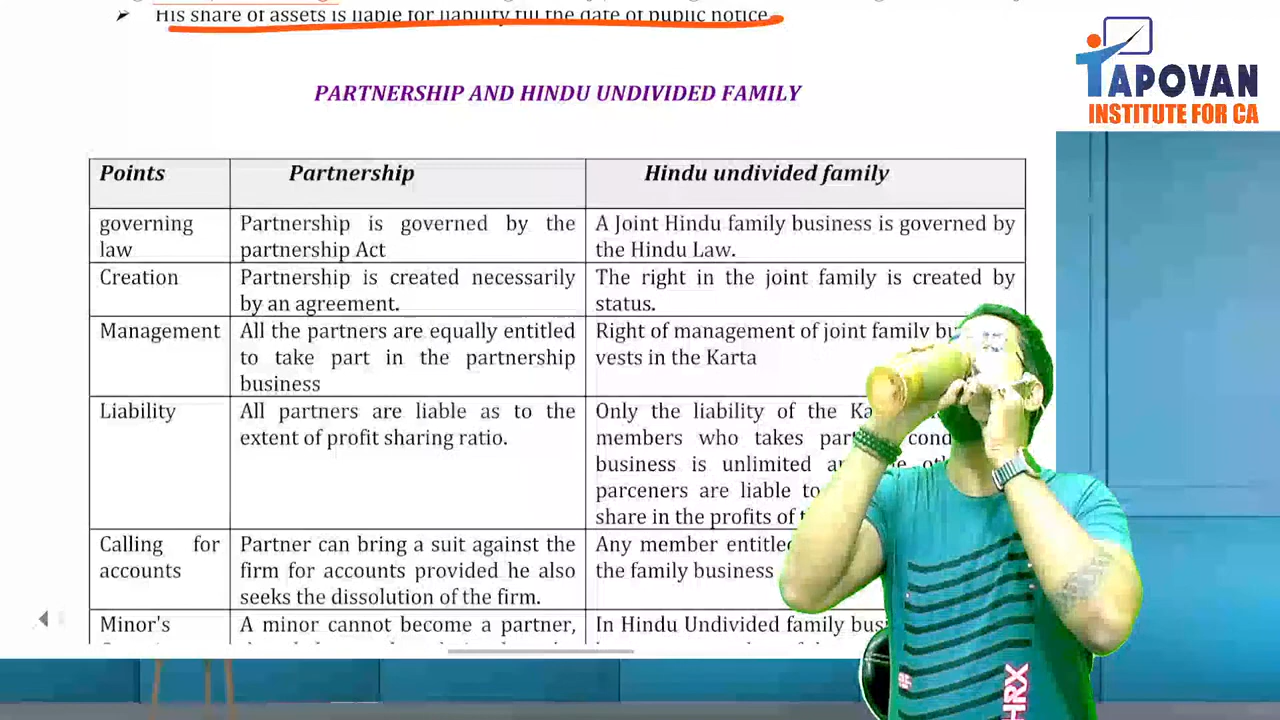 His share of assets is liable for liability till the date of public notice
TAPOVAN
INSTITUTE FOR CA
PARTNERSHIP AND HINDU UNDIVIDED FAMILY
Points Partnership Hindu undivided family
governing law
Partnership is governed by the
partnership Act
A Joint Hindu family business is governed by
the Hindu Law.
Creation
Partnership is created necessarily
by an agreement.
The right in the joint family is created by
status.
Management
All the partners are equally entitled
to take part in the partnership
business
Right of management of joint family
vests in the Karta
Liability
All partners are liable as to the
extent of profit sharing ratio.
Only the liability of the
members who takes
business is unlimited
parceners are liable to
share in the profits of
Calling for
accounts
Partner can bring a suit against the
firm for accounts provided he also
seeks the dissolution of the firm.
Any member entitled
the family business
Minor's
A minor cannot become a partner,
In Hindu Undivided family
HRX